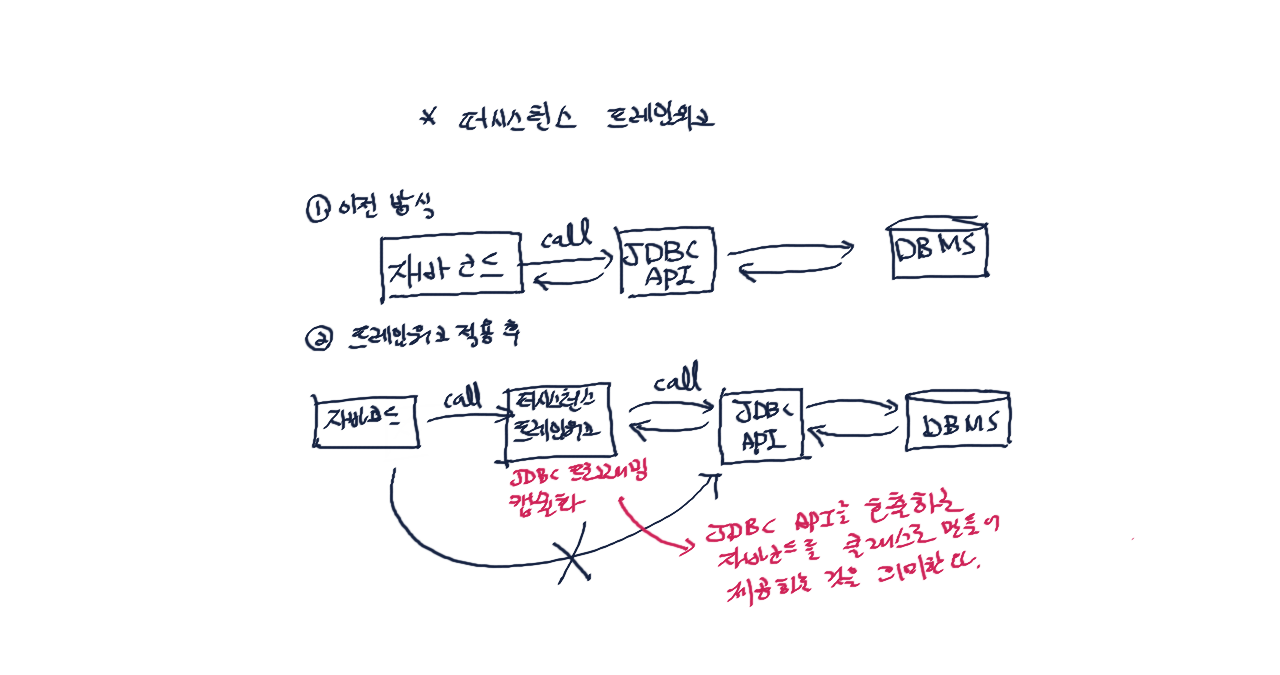 * 퍼시스턴스 프레임워크
① 이전 방식
자바 코드
call
JDBC
API
DBMS
② 프레임워크 적용 후
자바코드
call
퍼시스턴스
프레임워크
call
JDBC
API
DBMS
JDBC 프로그래밍
캡슐화
JDBC API를 호출하는
자바코드를 클래스로 만들어
제공하는 것을 의미한다.